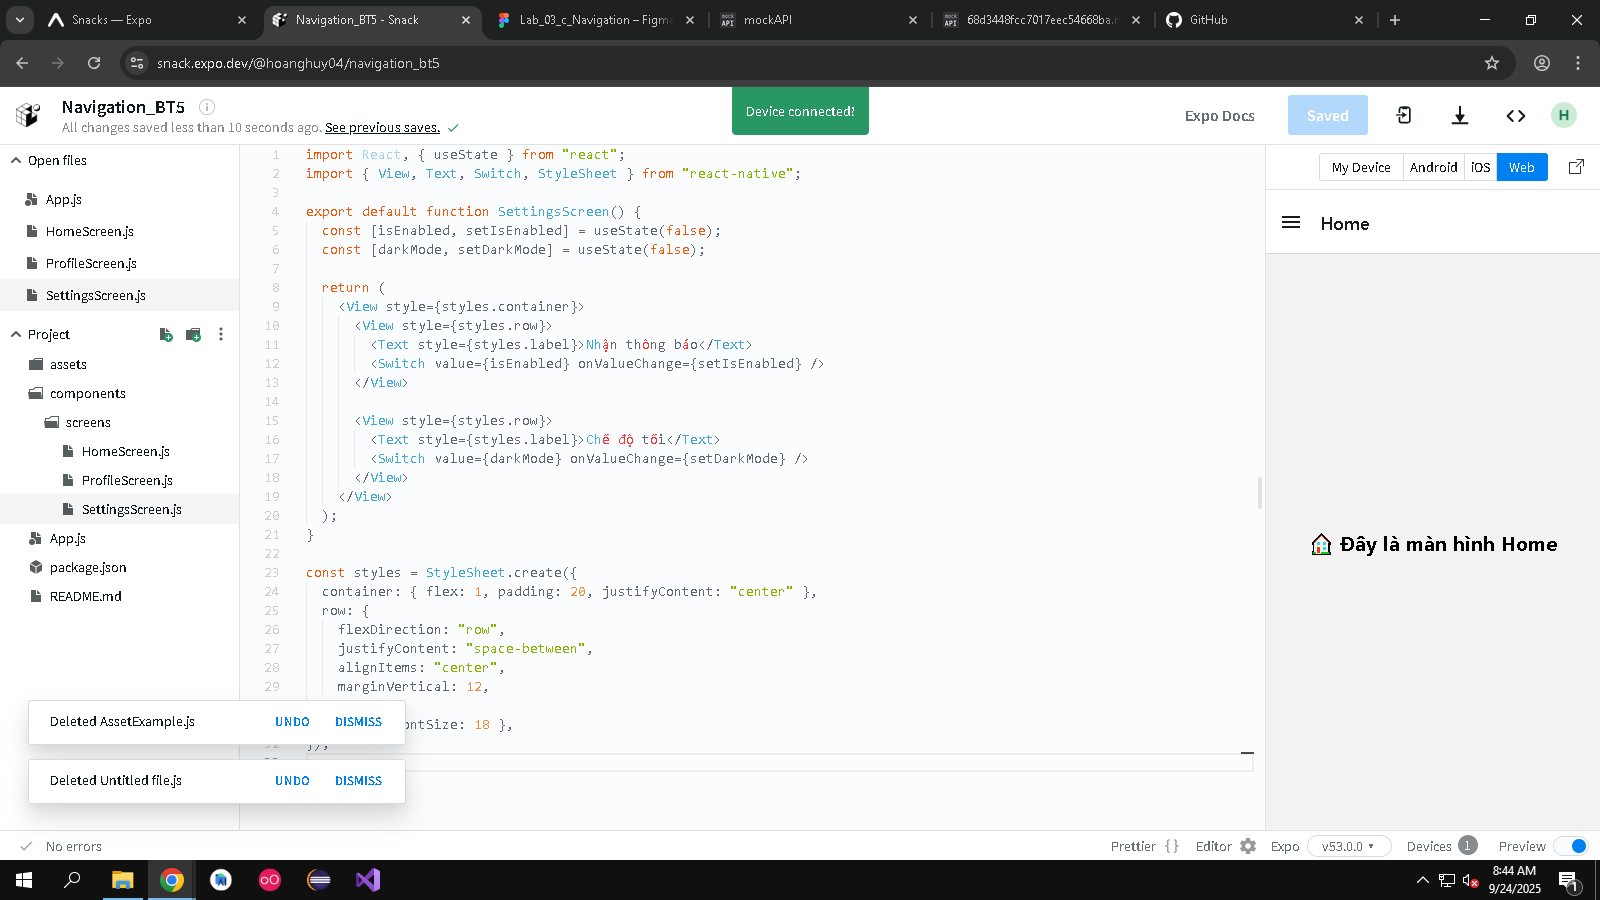 Snacks — Expo
Navigation_BT5 - Snack
Lab_03_c_Navigation – Figma
mockAPI
68d3448fcc7017eec54668ba.m
GitHub
snack.expo.dev/@hoanghuy04/navigation_bt5
Navigation_BT5
All changes saved less than 10 seconds ago. See previous saves.
Device connected!
Expo Docs
Saved
H
Open files
App.js
HomeScreen.js
ProfileScreen.js
SettingsScreen.js
Project
assets
components
screens
HomeScreen.js
ProfileScreen.js
SettingsScreen.js
App.js
package.json
README.md
1 import React, { useState } from "react";
2 import { View, Text, Switch, StyleSheet } from "react-native";
3
4 export default function SettingsScreen() {
5 const [isEnabled, setIsEnabled] = useState(false);
6 const [darkMode, setDarkMode] = useState(false);
7
8 return (
9 <View style={styles.container}>
10 <View style={styles.row}>
11 <Text style={styles.label}>Nhận thông báo</Text>
12 <Switch value={isEnabled} onValueChange={setIsEnabled} />
13 </View>
14
15 <View style={styles.row}>
16 <Text style={styles.label}>Chế độ tối</Text>
17 <Switch value={darkMode} onValueChange={setDarkMode} />
18 </View>
19 </View>
20 );
21 }
22
23 const styles = StyleSheet.create({
24 container: { flex: 1, padding: 20, justifyContent: "center" },
25 row: {
26 flexDirection: "row",
27 justifyContent: "space-between",
28 alignItems: "center",
29 marginVertical: 12,
ontSize: 18 },
});
Deleted AssetExample.js UNDO DISMISS
Deleted Untitled file.js UNDO DISMISS
My Device Android iOS Web
Home
Đây là màn hình Home
No errors
Prettier {} Editor Expo v53.0.0 Devices 1 Preview
8:44 AM
9/24/2025
1